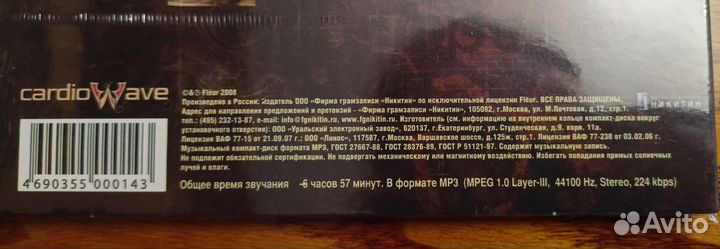 cardioWave
©&℗ Flëur 2008
Произведено в России: издатель ООО «Фирма грамзаписи «Никитин» по исключительной лицензии Flëur. ВСЕ ПРАВА ЗАЩИЩЕНЫ.
Адрес для направления предложений и претензий - Фирма грамзаписи «Никитин», 105082, г.Москва, ул. М.Почтовая, д.12, стр.1.
тел.: (495) 232-13-87, e-mail: info@fgnikitin.ru, www.fgnikitin.ru. Изготовитель (см. информацию на внутреннем кольце компакт-диска вокруг
установочного отверстия): ООО «Уральский электронный завод», 620137, г.Екатеринбург, ул. Студенческая, д.9, корп. 11а.
Лицензия ВАФ 77-15 от 21.09.07 г.; ООО «Линос», 117587, г.Москва, Варшавское шоссе, д.125ж, стр.1. Лицензия ВАФ 77-238 от 03.02.06 г.
Музыкальный компакт-диск формата MP3, ГОСТ 27667-88, ГОСТ 28376-89, ГОСТ Р 51121-97. Содержит музыкальную запись.
Не подлежит обязательной сертификации. Не подвергать механическому или магнитному воздействию. Избегать попадания прямых солнечных
лучей и влаги.
НИКИТИН
4690355 000143
Общее время звучания - 6 часов 57 минут. В формате MP3 (MPEG 1.0 Layer-III, 44100 Hz, Stereo, 224 kbps)
Avito